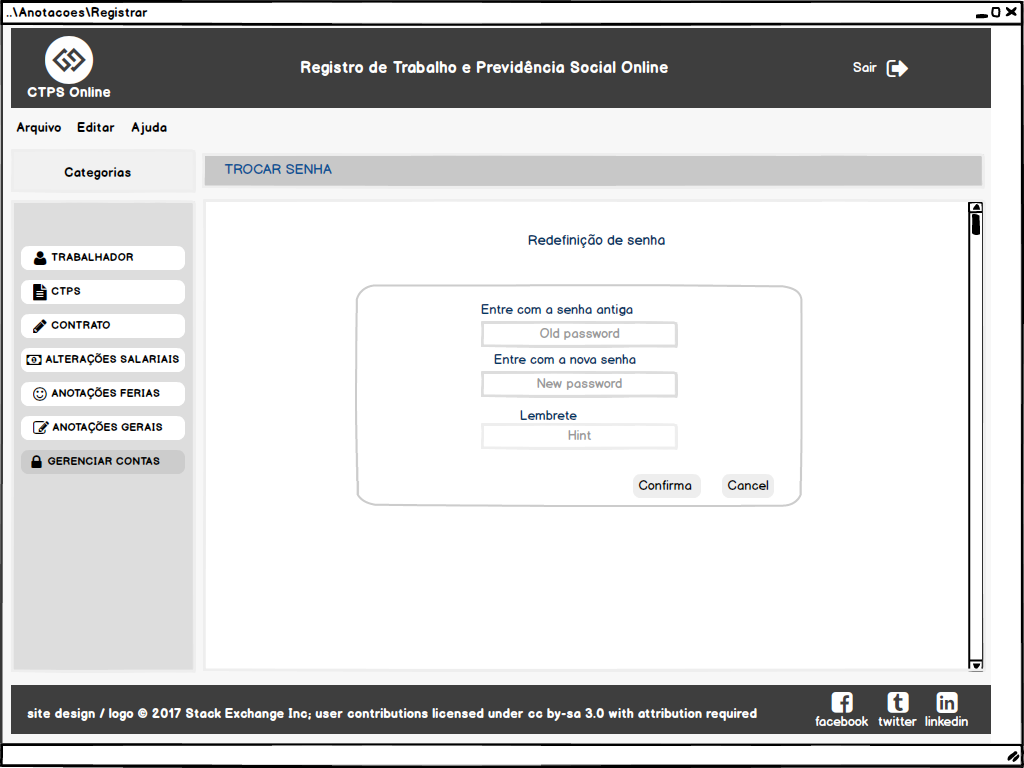 ..\Anotacoes\Registrar
CTPS Online
Registro de Trabalho e Previdência Social Online
Sair
Arquivo Editar Ajuda
Categorias
TROCAR SENHA
TRABALHADOR
CTPS
CONTRATO
ALTERAÇÕES SALARIAIS
ANOTAÇÕES FERIAS
ANOTAÇÕES GERAIS
GERENCIAR CONTAS
Redefinição de senha
Entre com a senha antiga
Old password
Entre com a nova senha
New password
Lembrete
Hint
Confirma Cancel
site design / logo © 2017 Stack Exchange Inc; user contributions licensed under cc by-sa 3.0 with attribution required
facebook twitter linkedin